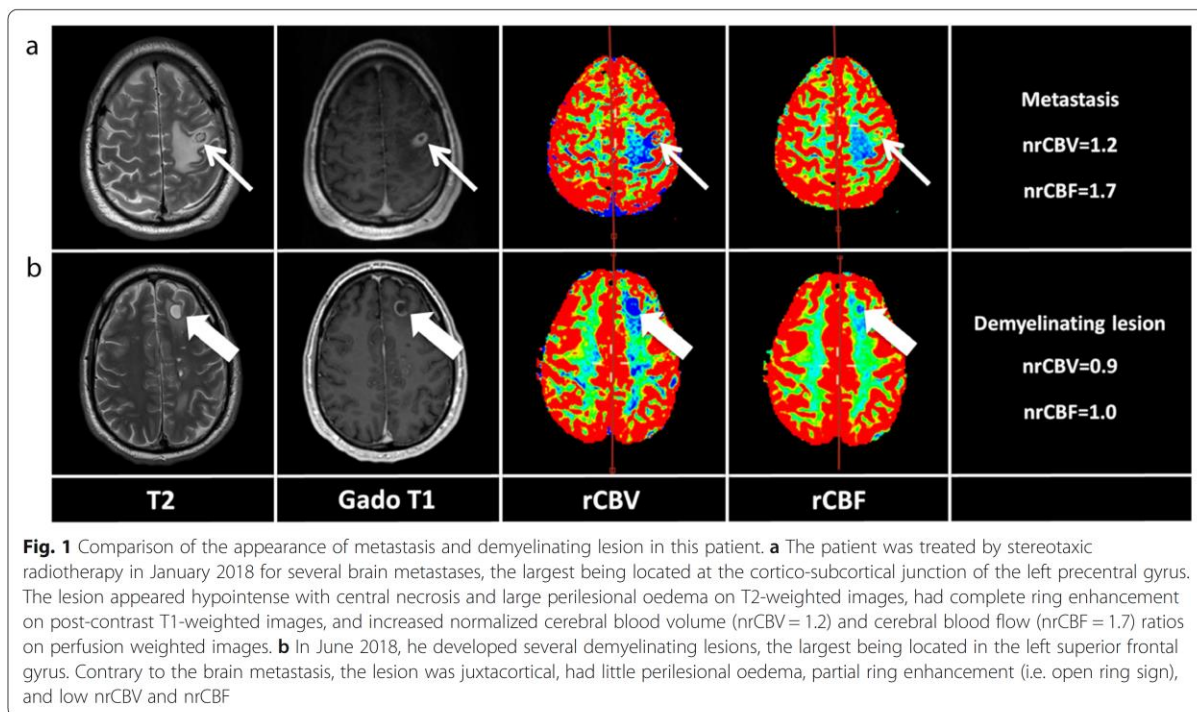 a
Metastasis
nrCBV=1.2
nrCBF=1.7
b
Demyelinating lesion
nrCBV=0.9
nrCBF=1.0
T2
Gado T1
rCBV
rCBF
Fig. 1 Comparison of the appearance of metastasis and demyelinating lesion in this patient. a The patient was treated by stereotaxic
radiotherapy in January 2018 for several brain metastases, the largest being located at the cortico-subcortical junction of the left precentral gyrus.
The lesion appeared hypointense with central necrosis and large perilesional oedema on T2-weighted images, had complete ring enhancement
on post-contrast T1-weighted images, and increased normalized cerebral blood volume (nrCBV = 1.2) and cerebral blood flow (nrCBF = 1.7) ratios
on perfusion weighted images. b In June 2018, he developed several demyelinating lesions, the largest being located in the left superior frontal
gyrus. Contrary to the brain metastasis, the lesion was juxtacortical, had little perilesional oedema, partial ring enhancement (i.e. open ring sign),
and low nrCBV and nrCBF